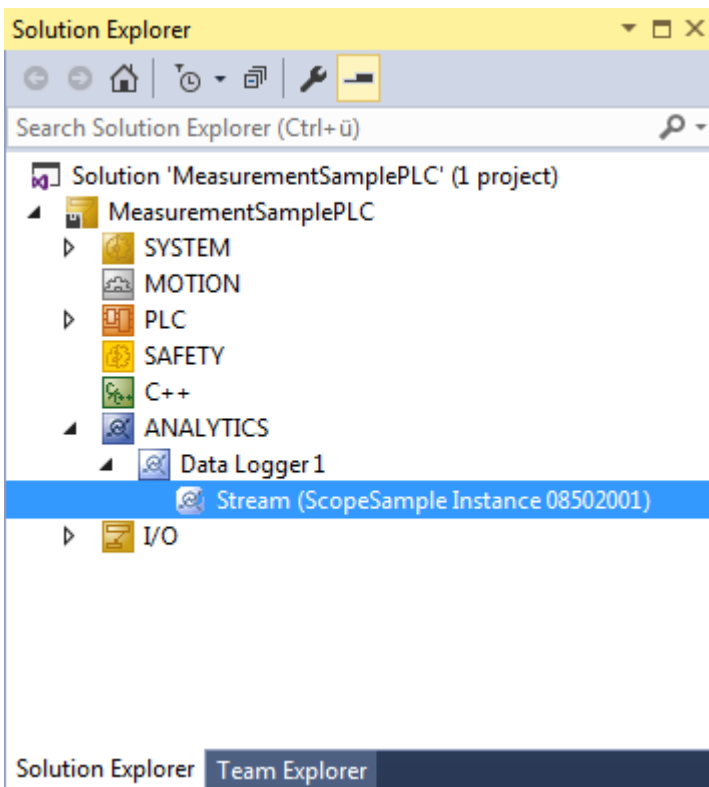 Solution Explorer
Search Solution Explorer (Ctrl+ü)
Solution 'MeasurementSamplePLC' (1 project)
MeasurementSamplePLC
SYSTEM
MOTION
PLC
SAFETY
C++
ANALYTICS
Data Logger 1
Stream (ScopeSample Instance 08502001)
I/O
Solution Explorer Team Explorer